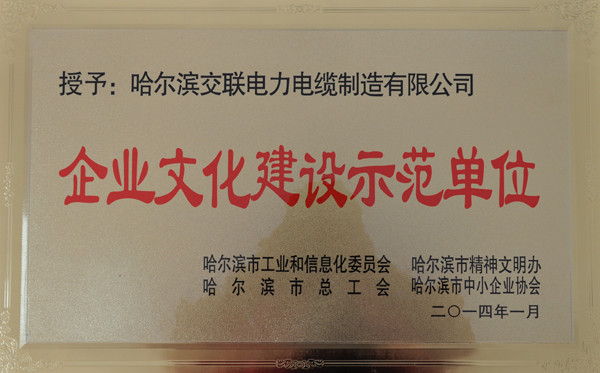 授予：哈尔滨交联电力电缆制造有限公司
企业文化建设示范单位
哈尔滨市工业和信息化委员会 哈尔滨市精神文明办
哈尔滨市总工会 哈尔滨市中小企业协会
二〇一四年一月